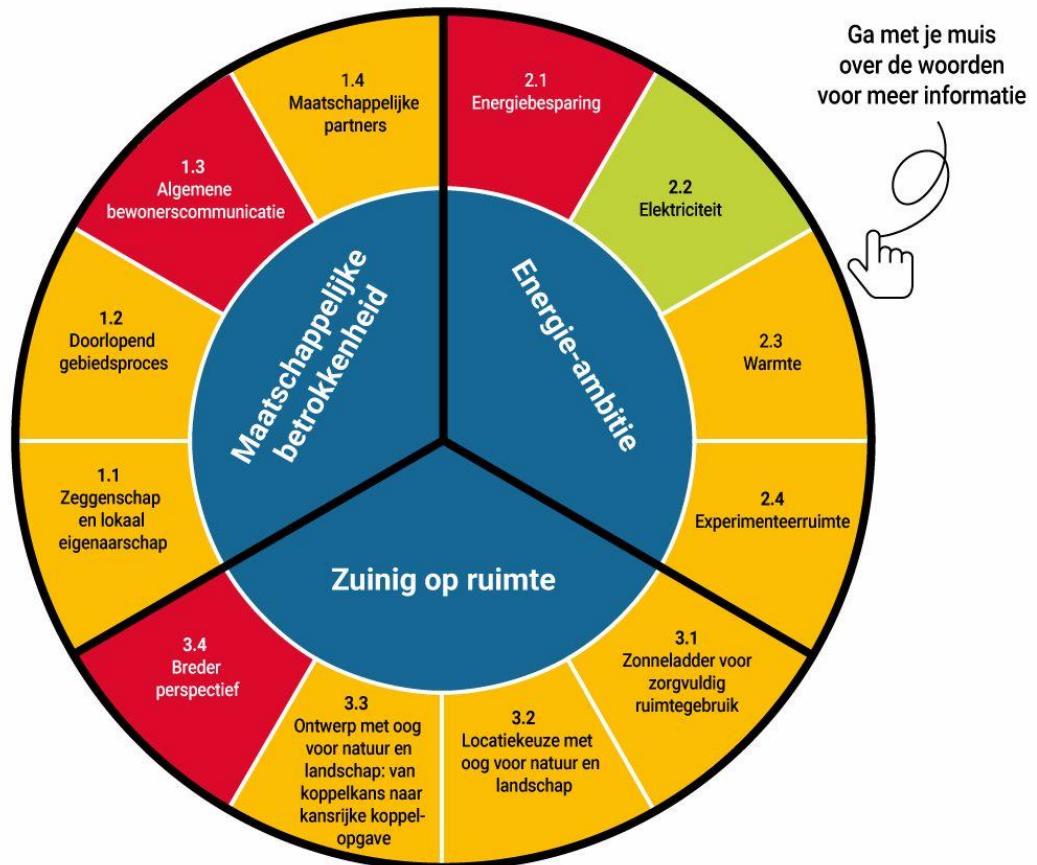 Ga met je muis
over de woorden
voor meer informatie
1.4
Maatschappelijke
partners
2.1
Energiebesparing
1.3
Algemene
bewonerscommunicatie
2.2
Elektriciteit
1.2
Doorlopend
gebiedsproces
Maatschappelijke
betrokkenheid
Energie-ambitie
2.3
Warmte
1.1
Zeggenschap
en lokaal
eigenaarschap
2.4
Experimenteerruimte
Zuinig op ruimte
3.4
Breder
perspectief
3.3
Ontwerp met oog
voor natuur en
landschap: van
koppelkans naar
kansrijke koppel-
opgave
3.2
Locatiekeuze met
oog voor natuur en
landschap
3.1
Zonneladder voor
zorgvuldig
ruimtegebruik